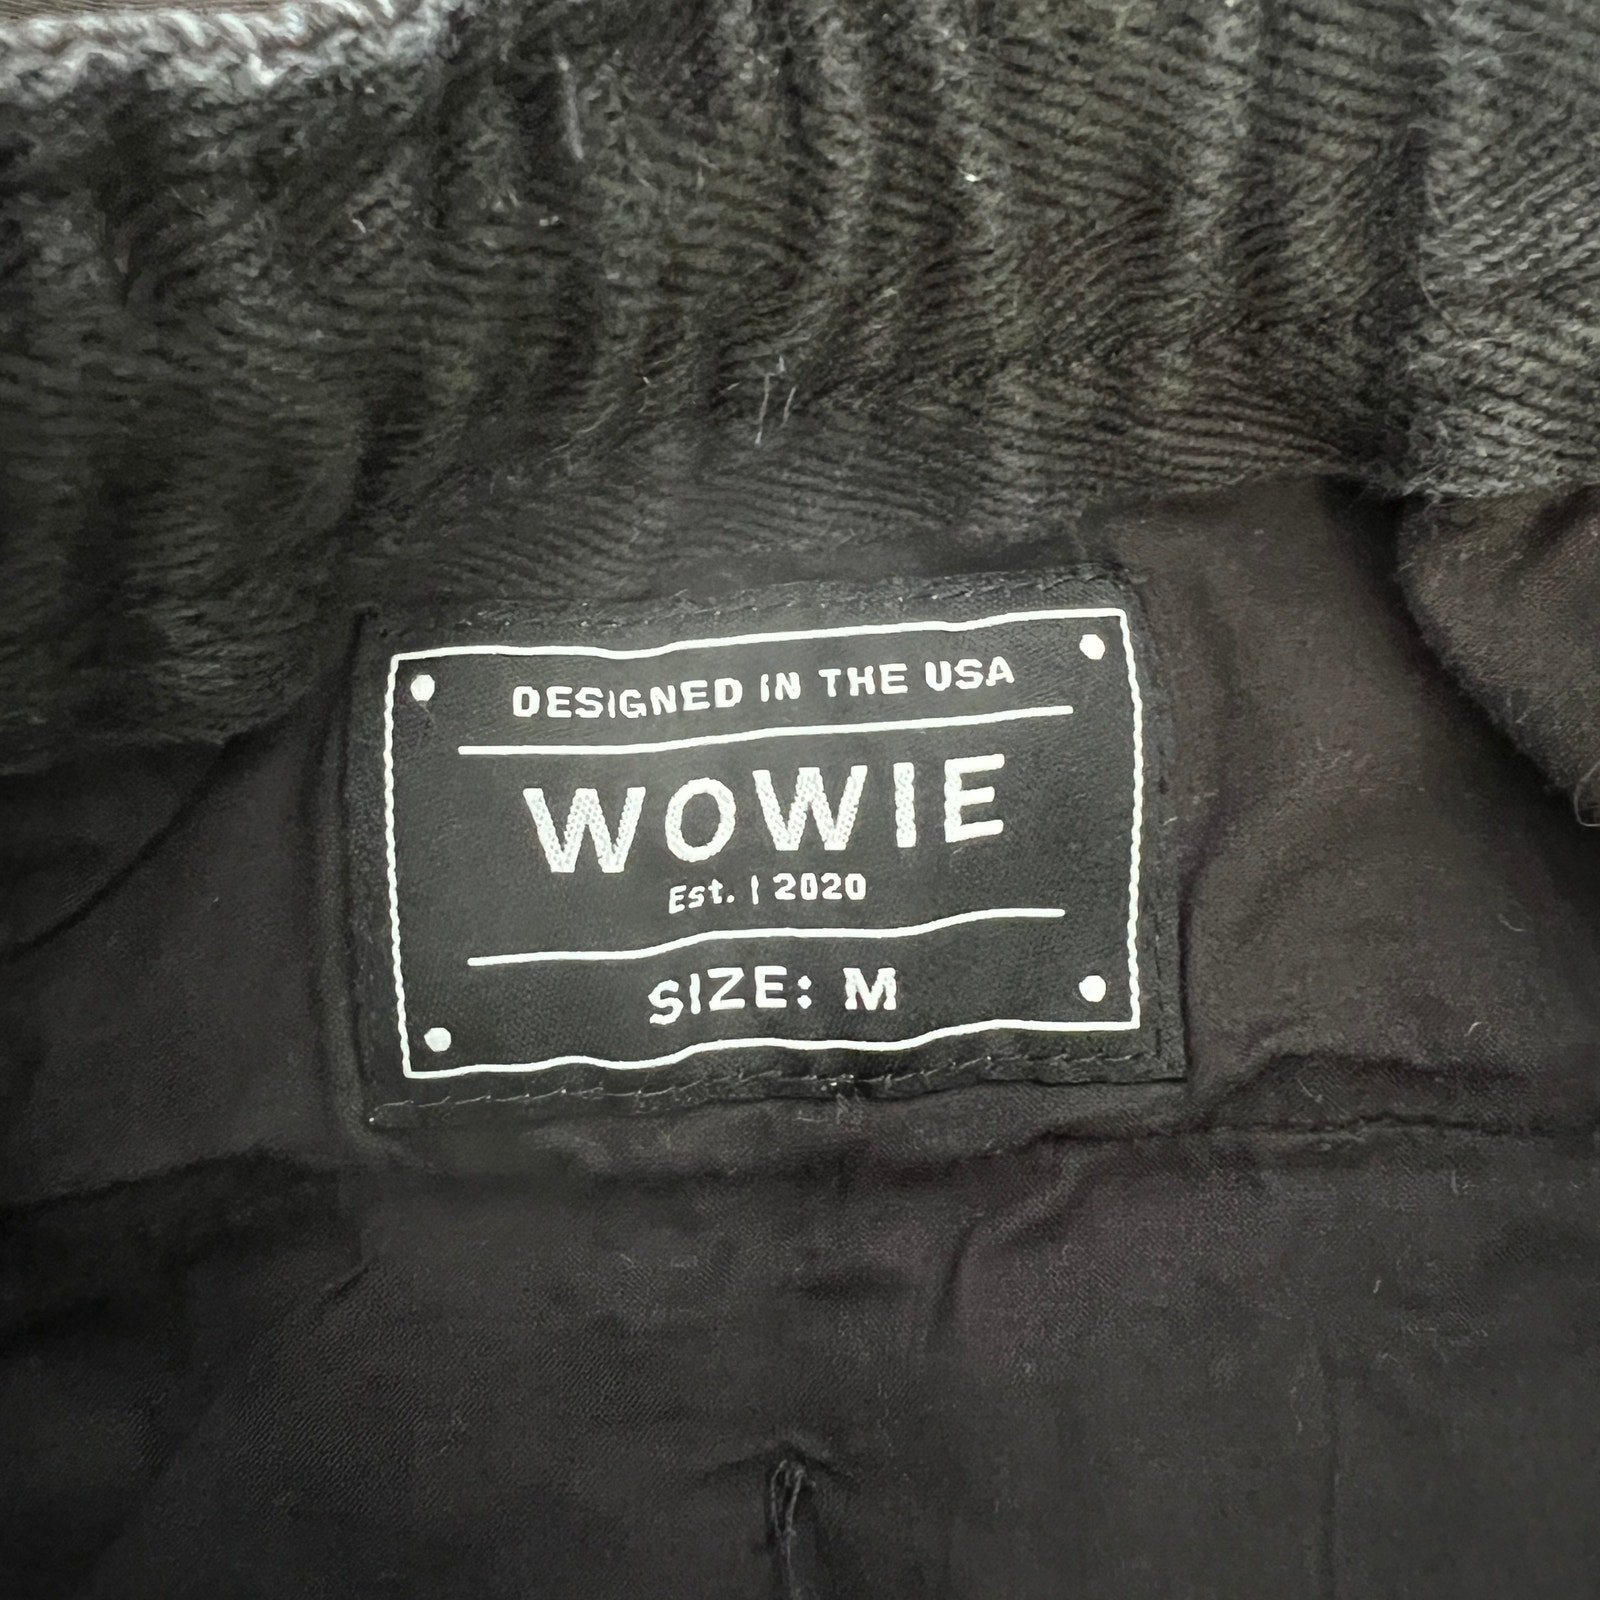 DESIGNED IN THE USA
WOWIE
Est. | 2020
SIZE: M